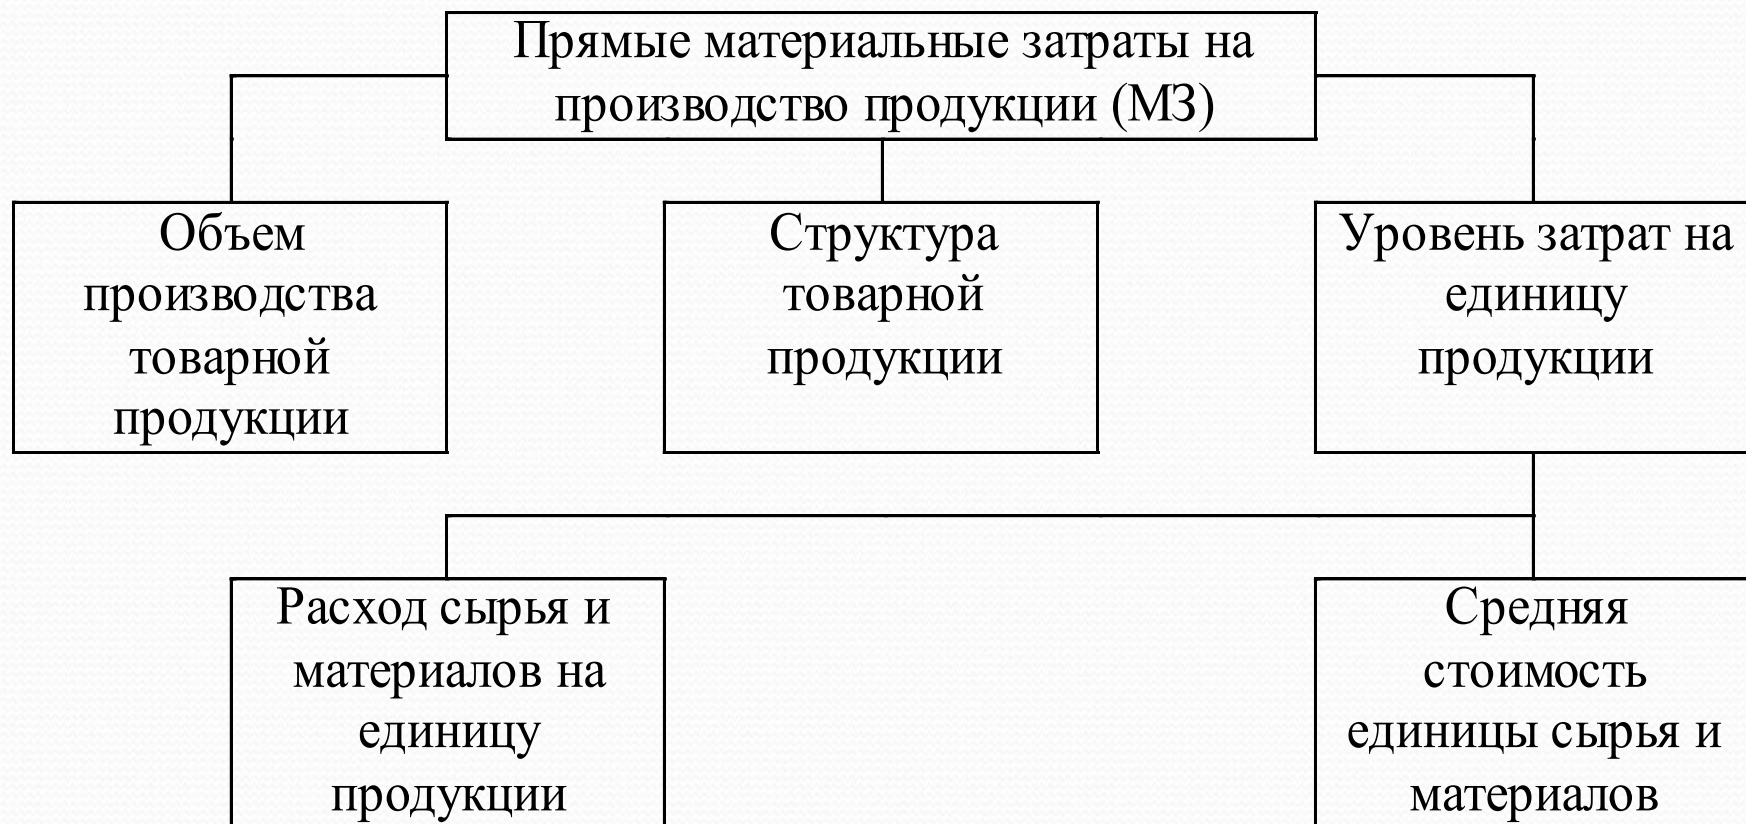 Прямые материальные затраты на
производство продукции (МЗ)
Объем
производства
товарной
продукции
Структура
товарной
продукции
Уровень затрат на
единицу
продукции
Расход сырья и
материалов на
единицу
продукции
Средняя
стоимость
единицы сырья и
материалов